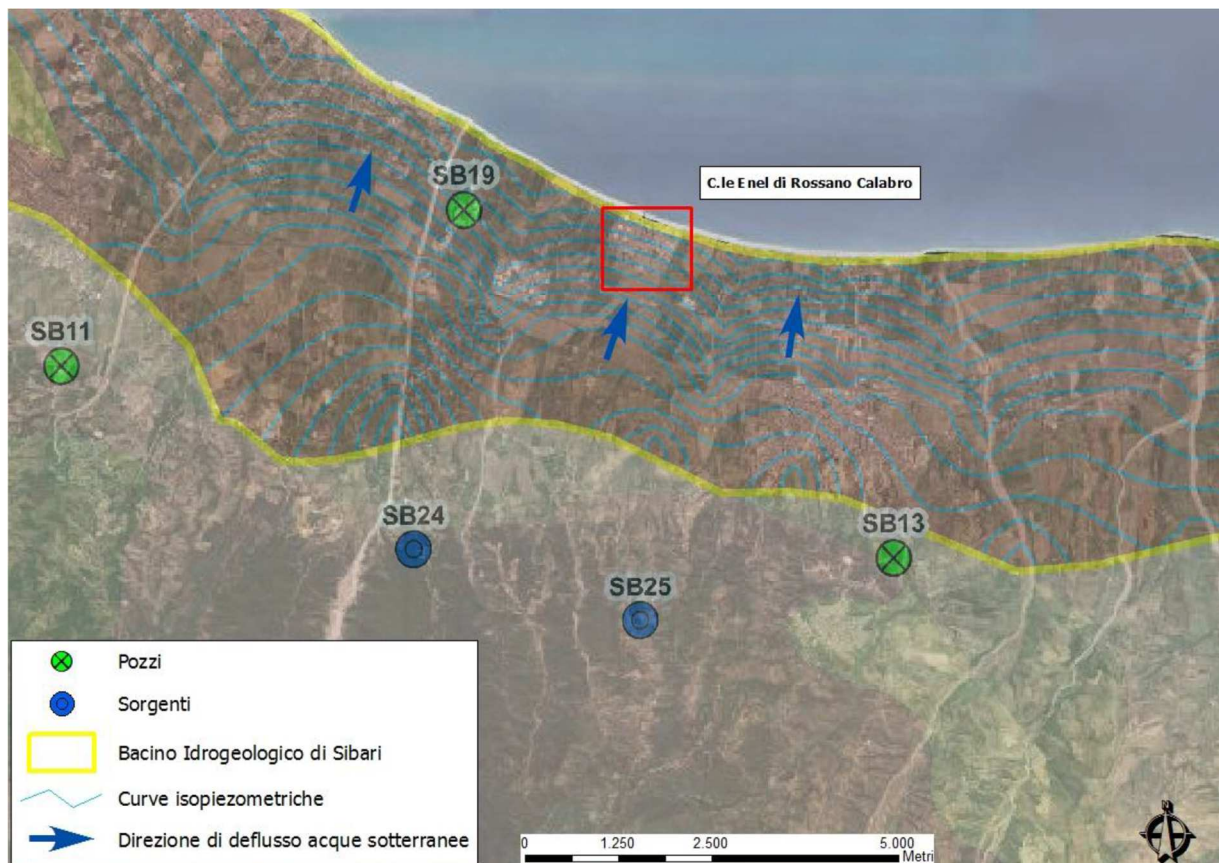 SB19
C.le Enel di Rossano Calabro
SB11
SB24
SB13
SB25
Pozzi
Sorgenti
Bacino Idrogeologico di Sibari
Curve isopiezometriche
Direzione di deflusso acque sotterranee
0 1.250 2.500 5.000
Metri